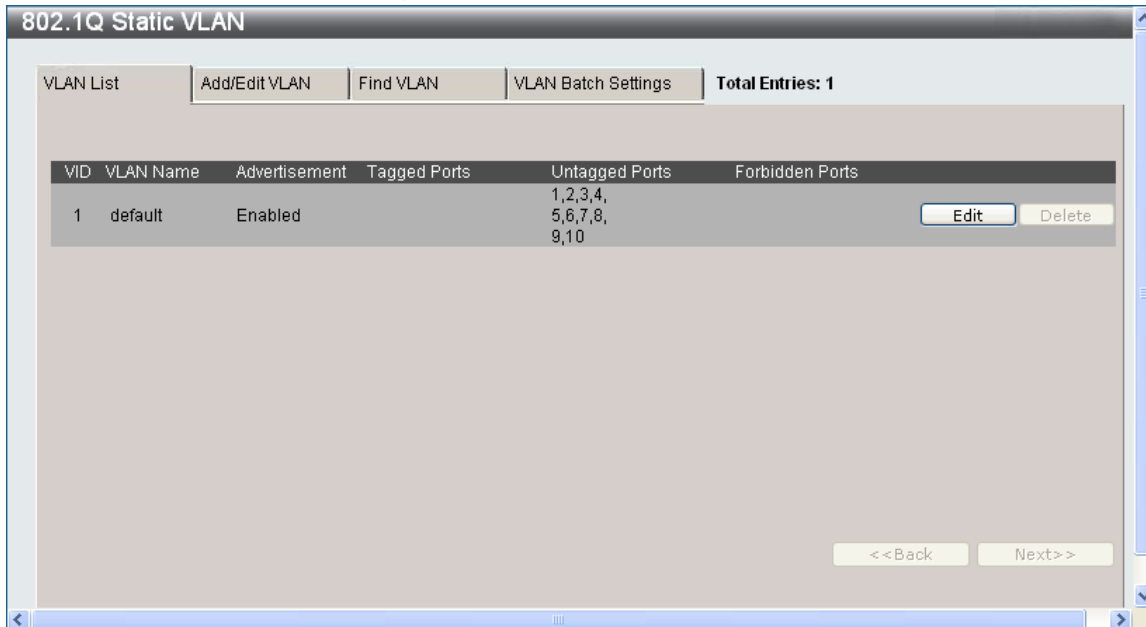 802.1Q Static VLAN
VLAN List Add/Edit VLAN Find VLAN VLAN Batch Settings Total Entries: 1
VID VLAN Name Advertisement Tagged Ports Untagged Ports Forbidden Ports
1 default Enabled 1,2,3,4,
5,6,7,8,
9,10 Edit Delete
<<Back Next>>